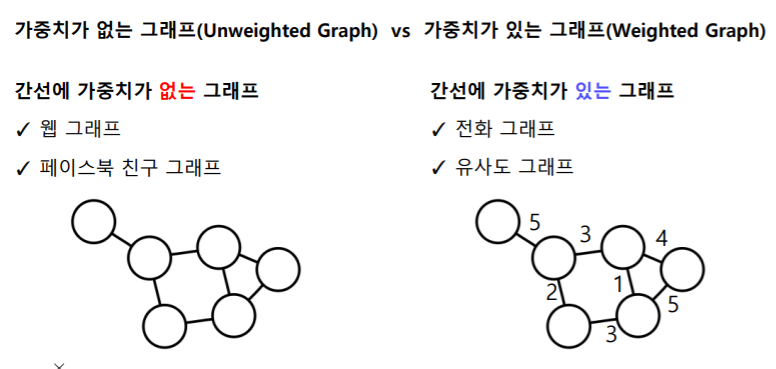 가중치가 없는 그래프(Unweighted Graph) vs 가중치가 있는 그래프(Weighted Graph)
간선에 가중치가 없는 그래프
✓ 웹 그래프
✓ 페이스북 친구 그래프
간선에 가중치가 있는 그래프
✓ 전화 그래프
✓ 유사도 그래프
5
3
4
2
1
5
3